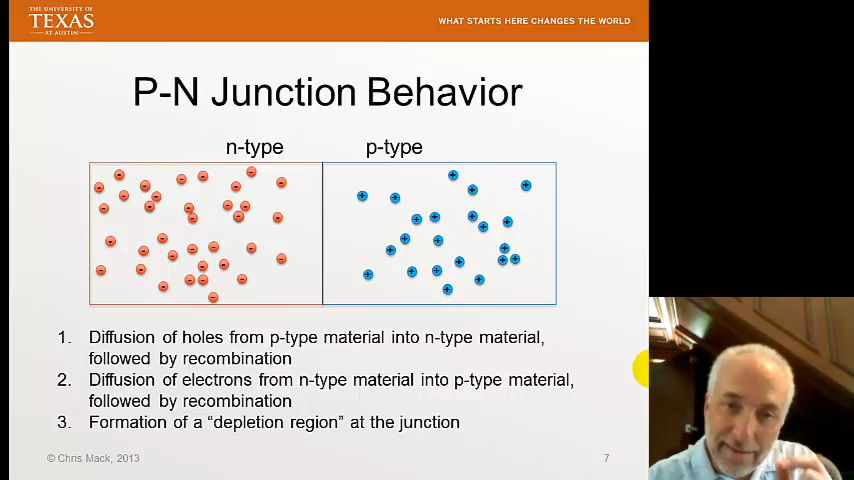 THE UNIVERSITY OF
TEXAS
AT AUSTIN
WHAT STARTS HERE CHANGES THE WORLD
P-N Junction Behavior
n-type p-type
1. Diffusion of holes from p-type material into n-type material,
followed by recombination
2. Diffusion of electrons from n-type material into p-type material,
followed by recombination
3. Formation of a “depletion region” at the junction
© Chris Mack, 2013 7